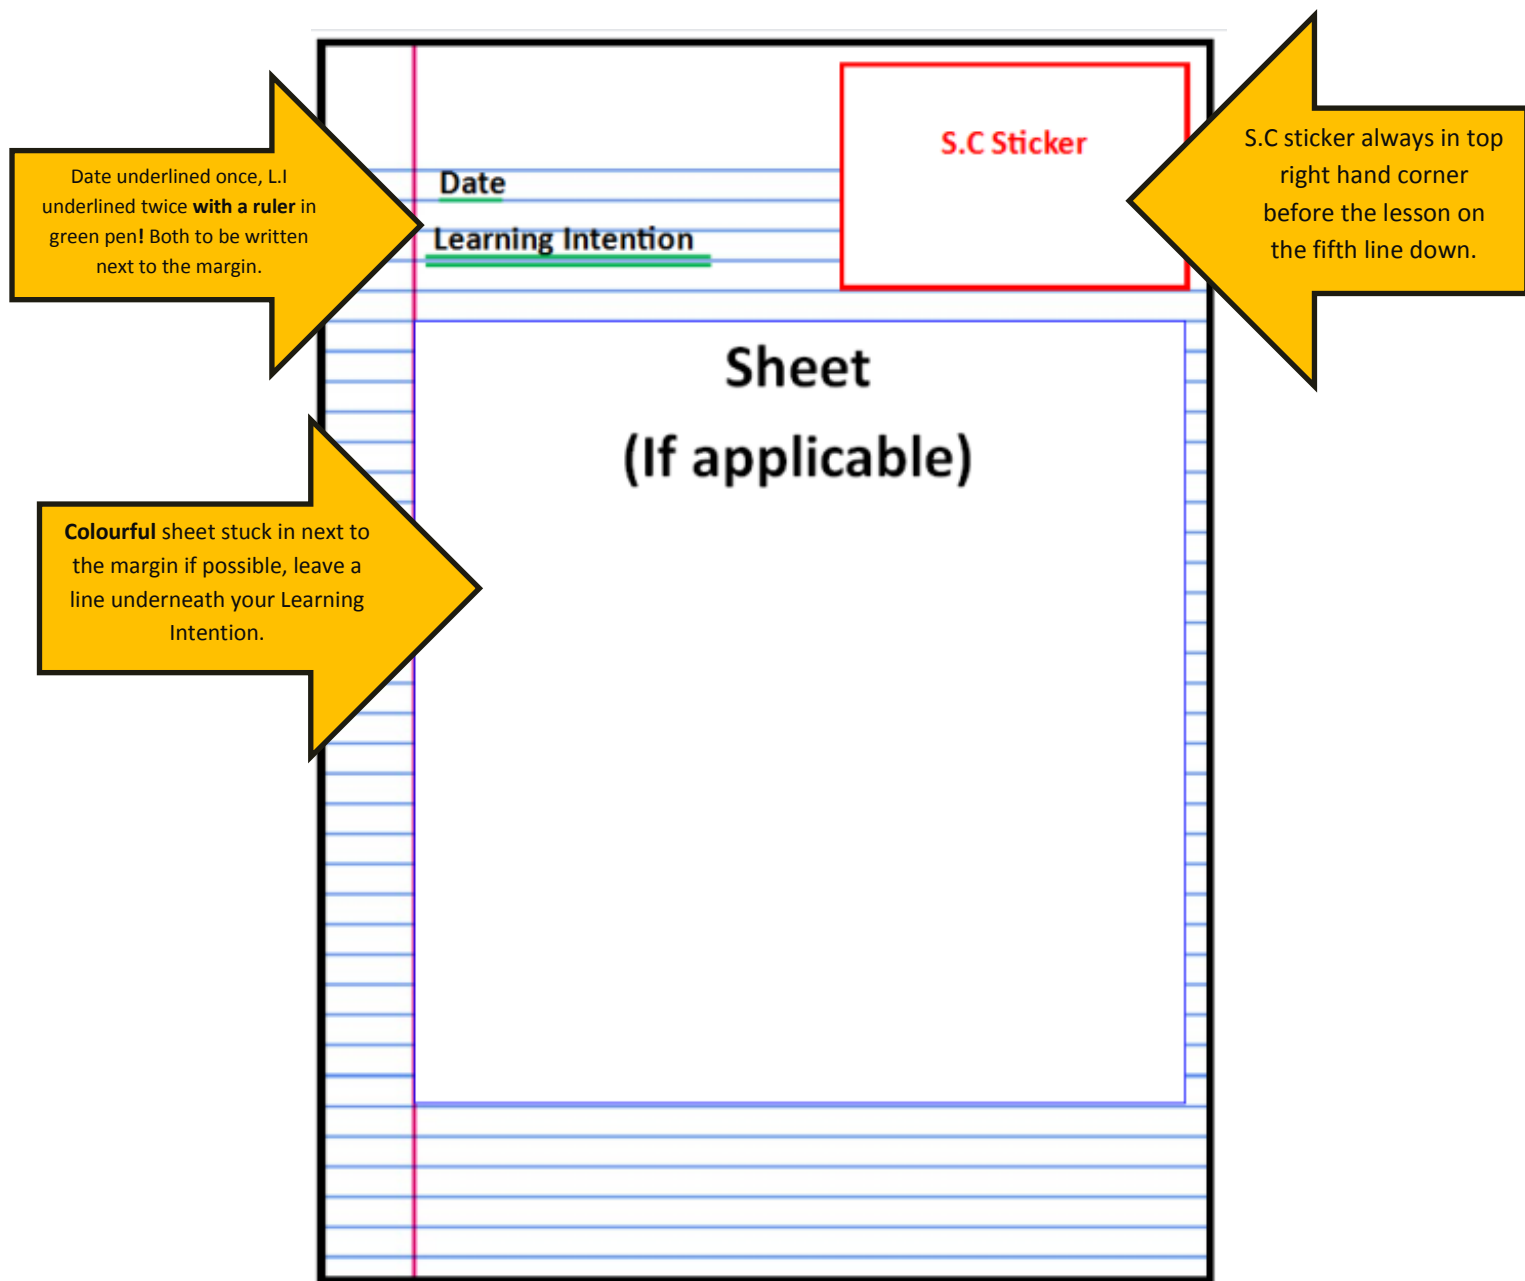 Date underlined once, L.I
underlined twice with a ruler in
green pen! Both to be written
next to the margin.
Date
Learning Intention
S.C Sticker
S.C sticker always in top
right hand corner
before the lesson on
the fifth line down.
Sheet
(If applicable)
Colourful sheet stuck in next to
the margin if possible, leave a
line underneath your Learning
Intention.